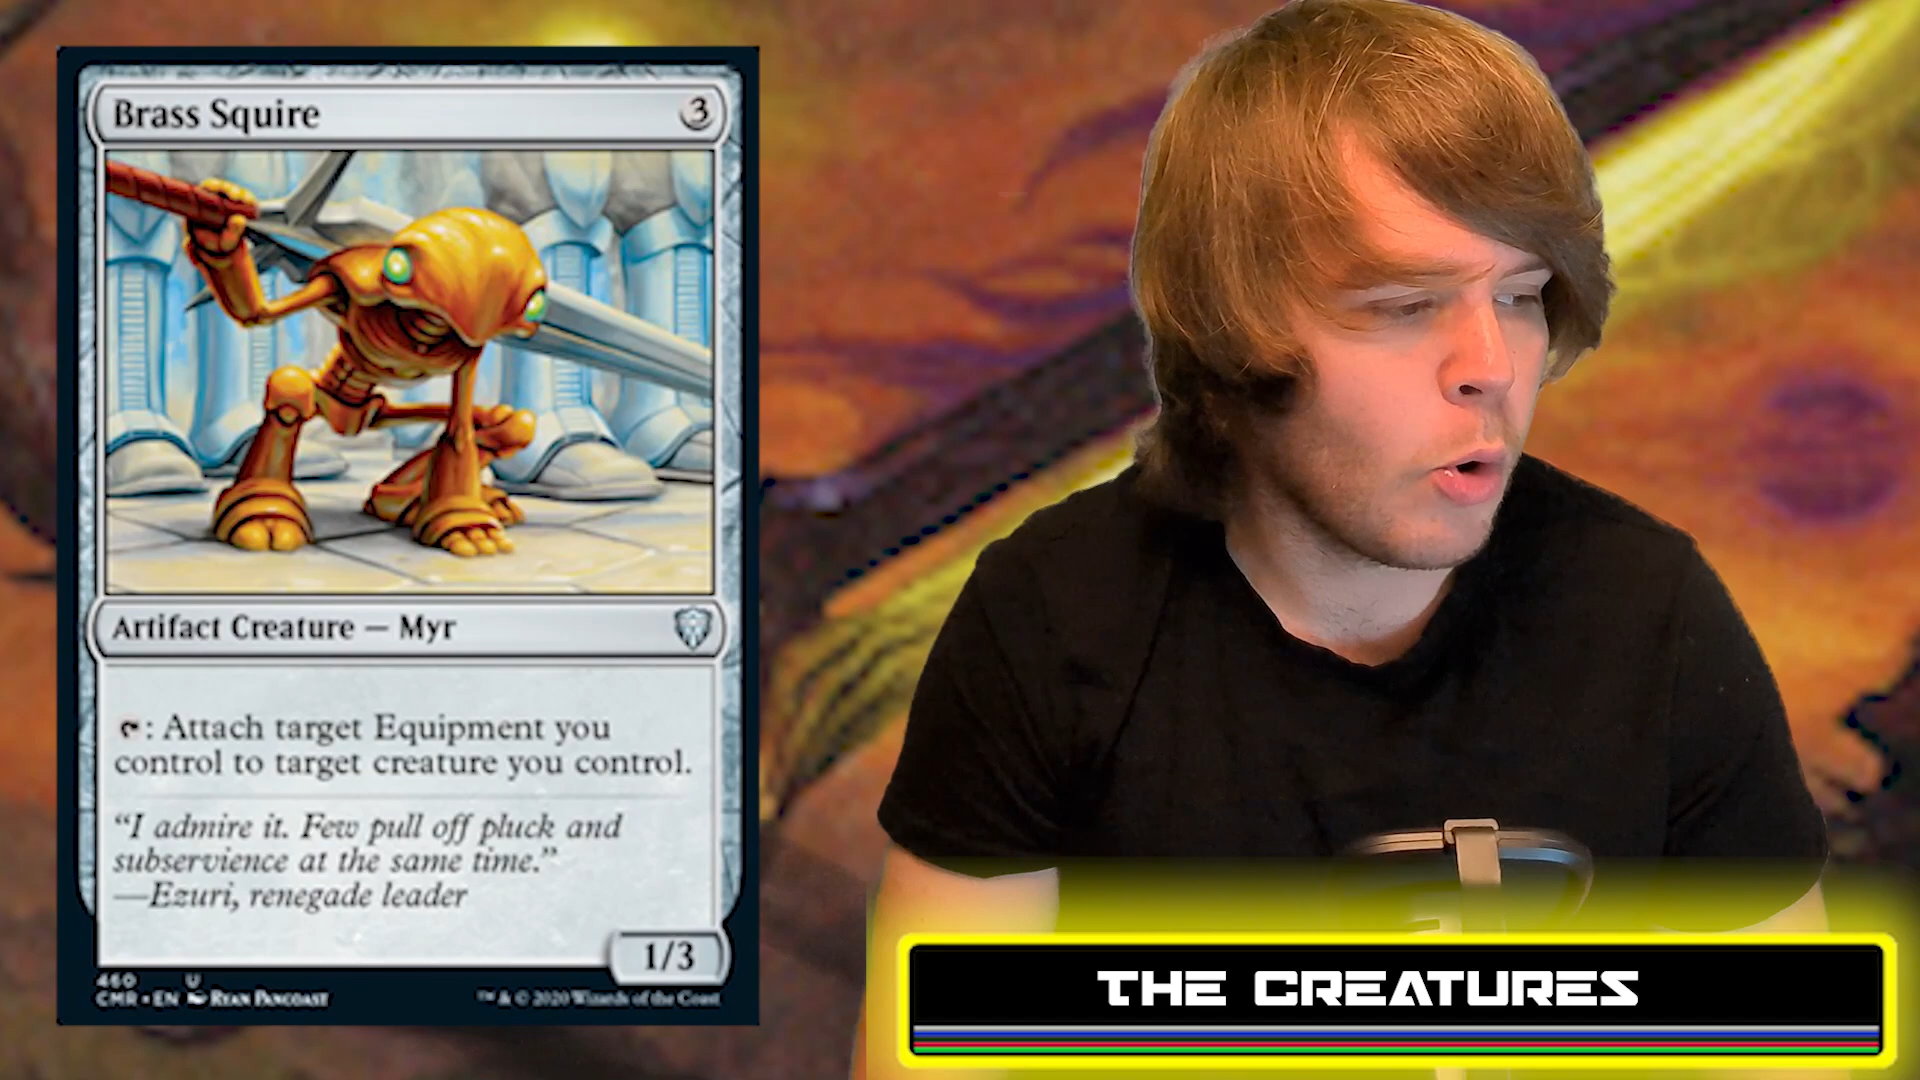 Brass Squire 3
Artifact Creature — Myr
: Attach target Equipment you
control to target creature you control.
“I admire it. Few pull off pluck and
subservience at the same time.”
—Ezuri, renegade leader
1/3
460 U
CMR • EN Ryan Pancoast
™ & © 2020 Wizards of the Coast
THE CREATURES